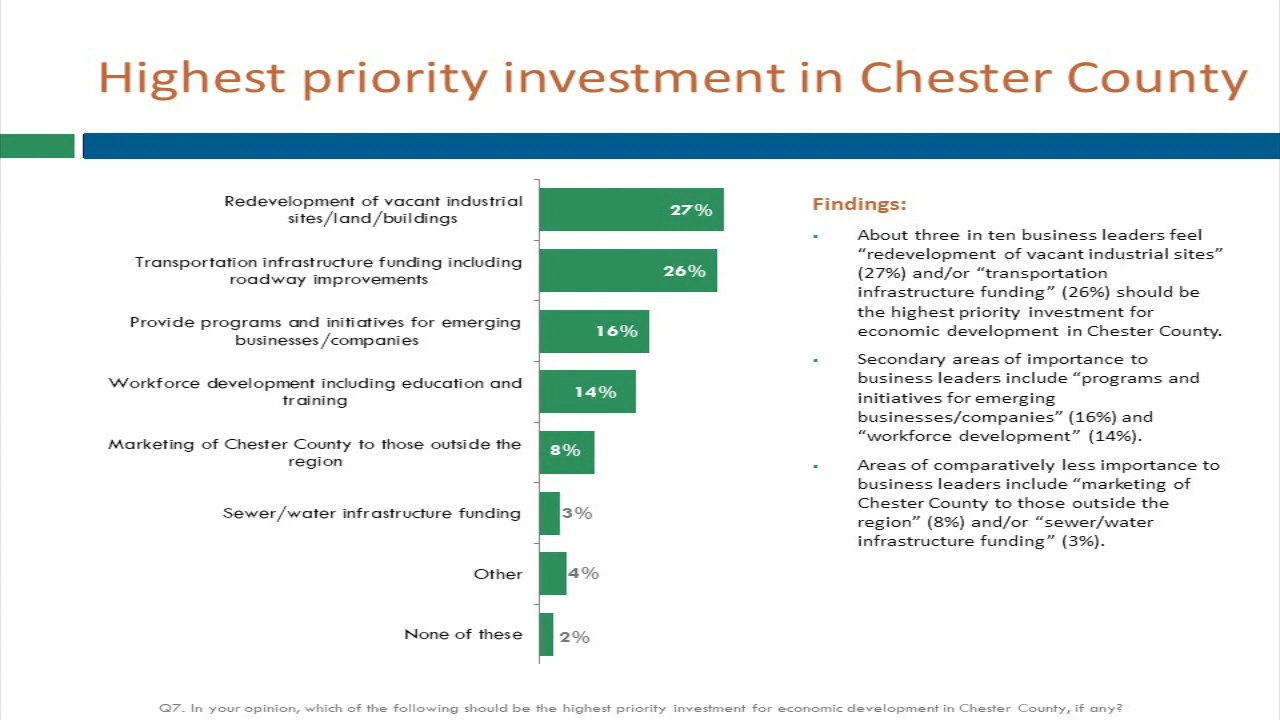 Highest priority investment in Chester County
Redevelopment of vacant industrial
sites/land/buildings
27%
Transportation infrastructure funding including
roadway improvements
26%
Provide programs and initiatives for emerging
businesses/companies
16%
Workforce development including education and
training
14%
Marketing of Chester County to those outside the
region
8%
Sewer/water infrastructure funding
3%
Other
4%
None of these
2%
Findings:
▪ About three in ten business leaders feel
“redevelopment of vacant industrial sites”
(27%) and/or “transportation
infrastructure funding” (26%) should be
the highest priority investment for
economic development in Chester County.
▪ Secondary areas of importance to
business leaders include “programs and
initiatives for emerging
businesses/companies” (16%) and
“workforce development” (14%).
▪ Areas of comparatively less importance to
business leaders include “marketing of
Chester County to those outside the
region” (8%) and/or “sewer/water
infrastructure funding” (3%).
Q7. In your opinion, which of the following should be the highest priority investment for economic development in Chester County, if any?